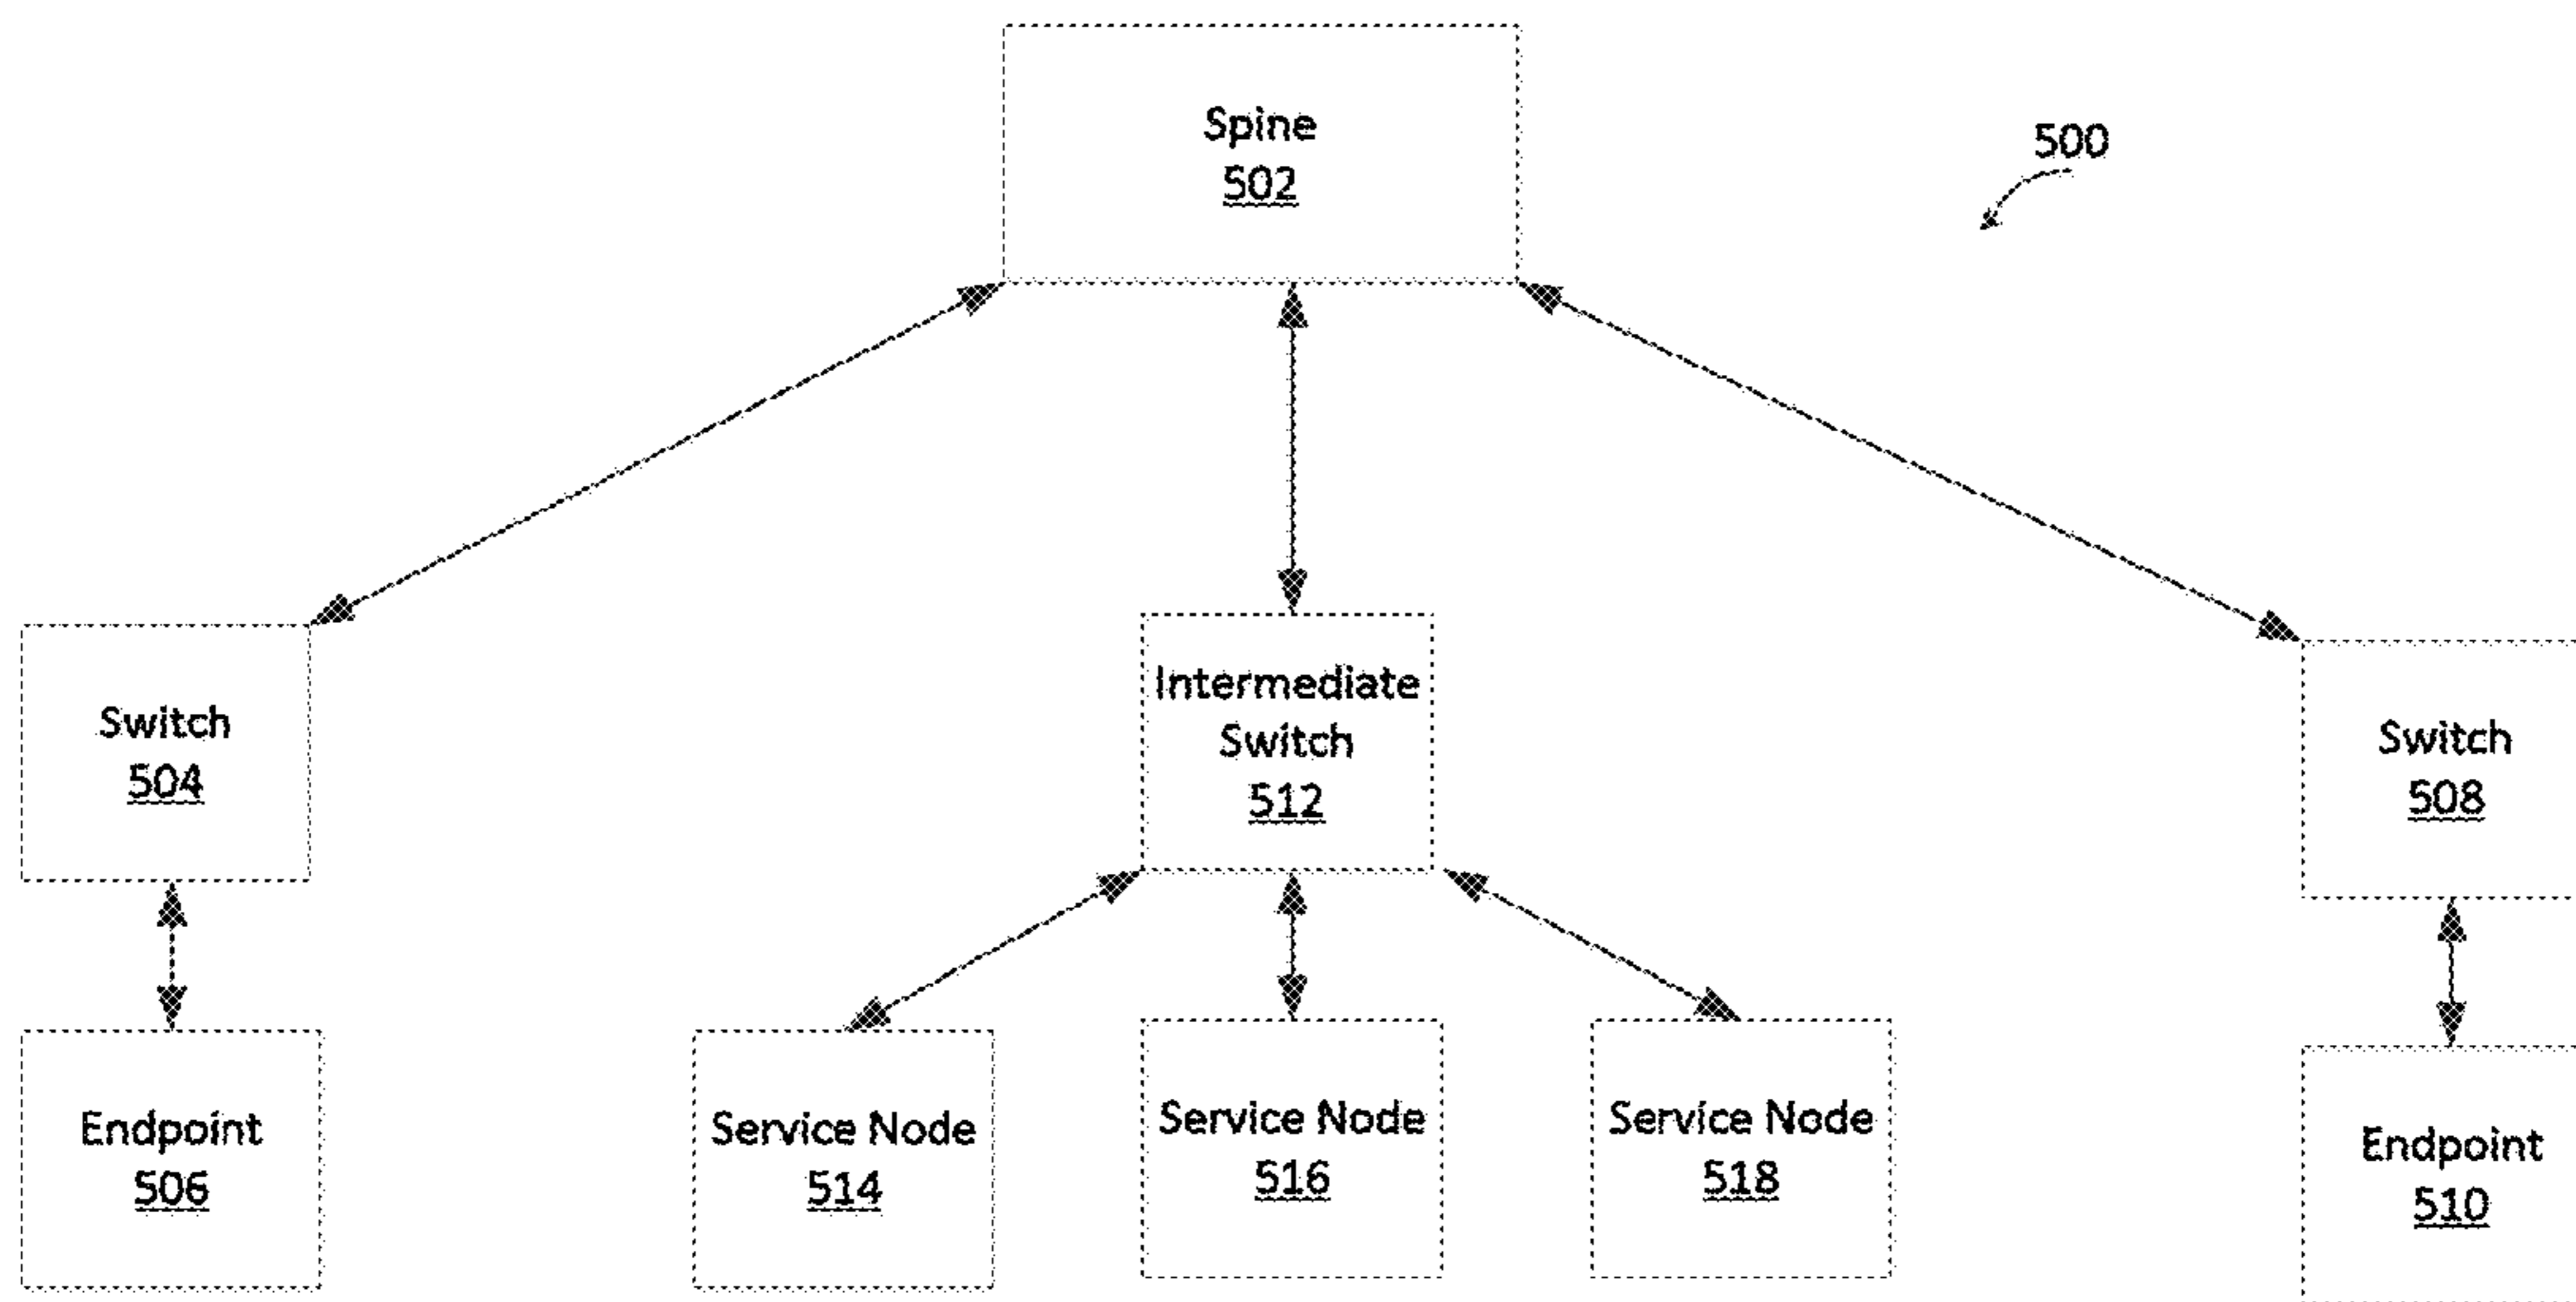 Spine
502
500
Switch
504
Intermediate
Switch
512
Switch
508
Endpoint
506
Service Node
514
Service Node
516
Service Node
518
Endpoint
510